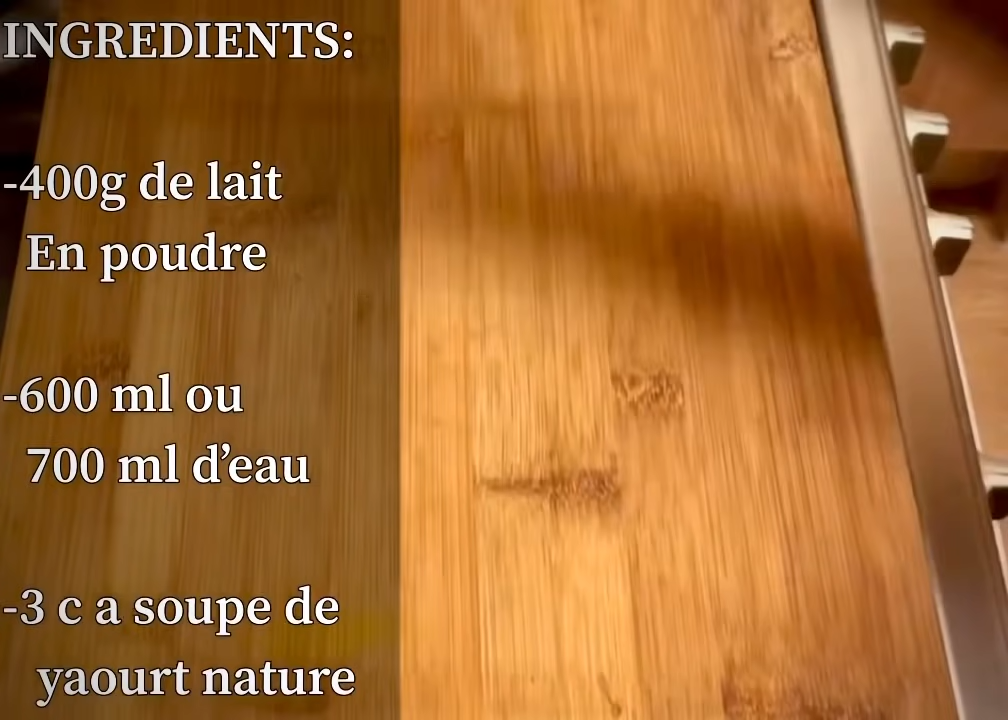 INGREDIENTS:
-400g de lait
En poudre
-600 ml ou
700 ml d’eau
-3 c a soupe de
yaourt nature